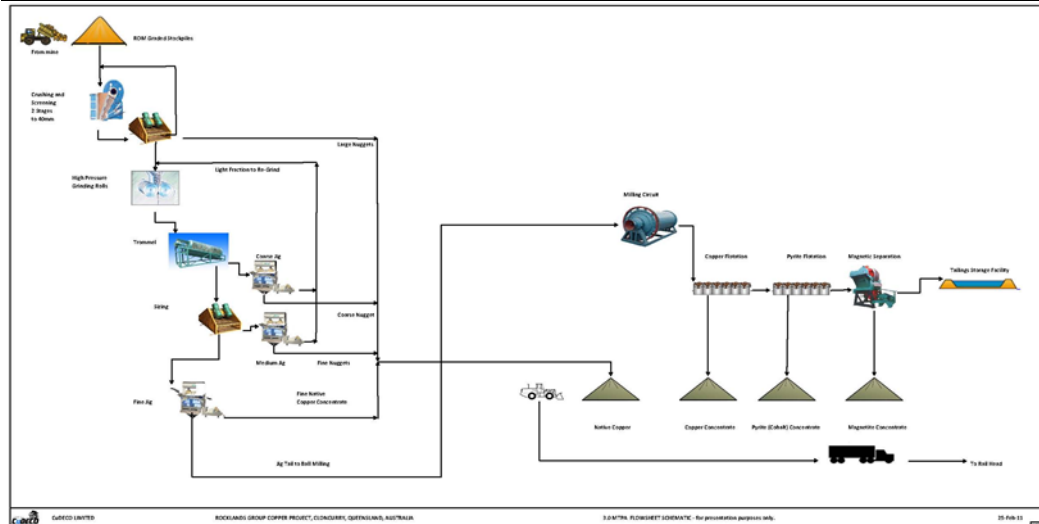 ROM Graded Stockpiles
From mine
Crushing and
Screening
3 Stages
to 40mm
Large Nuggets
Light Fraction to Re-Grind
High Pressure
Grinding Rolls
Milling Circuit
Trommel
Coarse Jig
Copper Flotation
Pyrite Flotation
Magnetic Separation
Tailings Storage Facility
Sizing
Coarse Nugget
Medium Jig
Fine Nuggets
Fine Jig
Fine Native
Copper Concentrate
Native Copper
Copper Concentrate
Pyrite (Cobalt) Concentrate
Magnetite Concentrate
Jig Tail to Ball Milling
To Rail Head
CuDECO
CuDECO LIMITED
ROCKLANDS GROUP COPPER PROJECT, CLONCURRY, QUEENSLAND, AUSTRALIA
3.0 MTPA FLOWSHEET SCHEMATIC - for presentation purposes only.
25-Feb-11